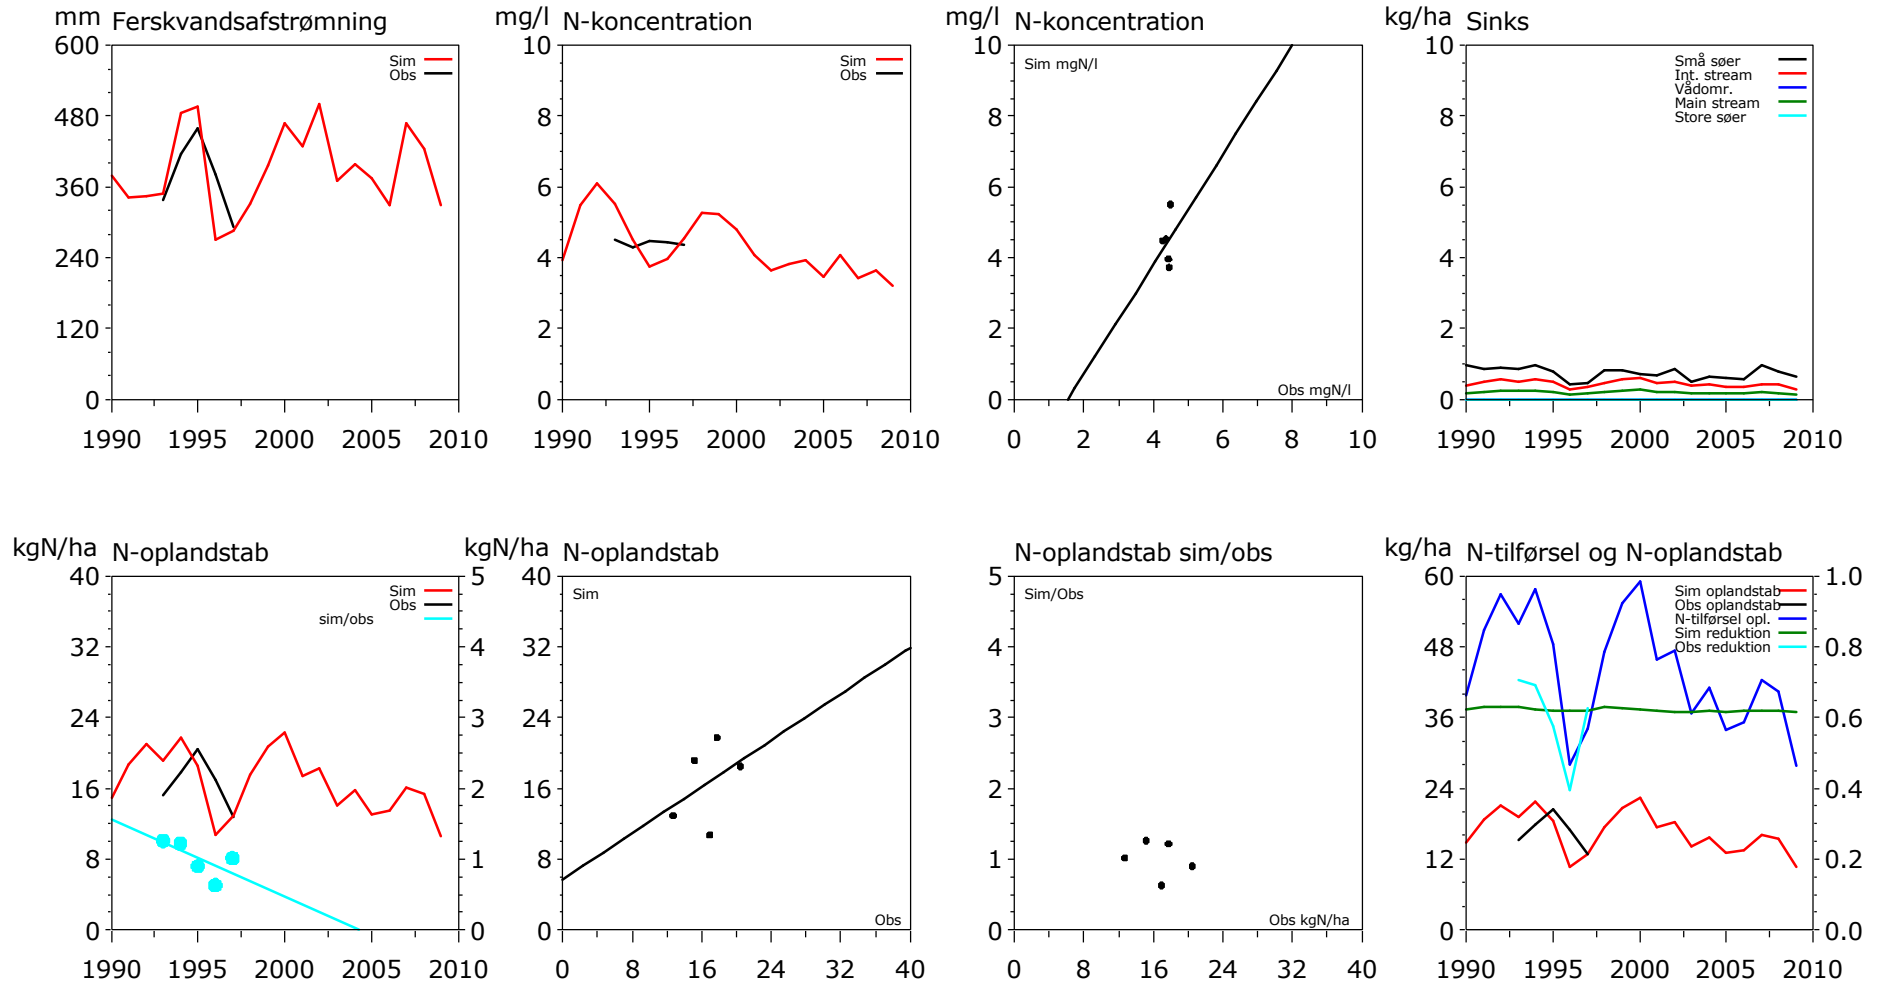 mm Ferskvandsafstrømning
600
480
360
240
120
0
1990 1995 2000 2005 2010
Sim
Obs
mg/l N-koncentration
10
8
6
4
2
0
1990 1995 2000 2005 2010
Sim
Obs
mg/l N-koncentration
10
8
6
4
2
0
0 2 4 6 8 10
Sim mgN/l
Obs mgN/l
kg/ha Sinks
10
8
6
4
2
0
1990 1995 2000 2005 2010
Små søer
Int. stream
Vådomr.
Main stream
Store søer
kgN/ha N-oplandstab
40
32
24
16
8
0
1990 1995 2000 2005 2010
5
4
3
2
1
0
Sim
Obs
sim/obs
kgN/ha N-oplandstab
40
32
24
16
8
0
0 8 16 24 32 40
Sim
Obs
N-oplandstab sim/obs
5
4
3
2
1
0
0 8 16 24 32 40
Sim/Obs
Obs kgN/ha
kg/ha N-tilførsel og N-oplandstab
60
48
36
24
12
0
1990 1995 2000 2005 2010
1.0
0.8
0.6
0.4
0.2
0.0
Sim oplandstab
Obs oplandstab
N-tilførsel opl.
Sim reduktion
Obs reduktion